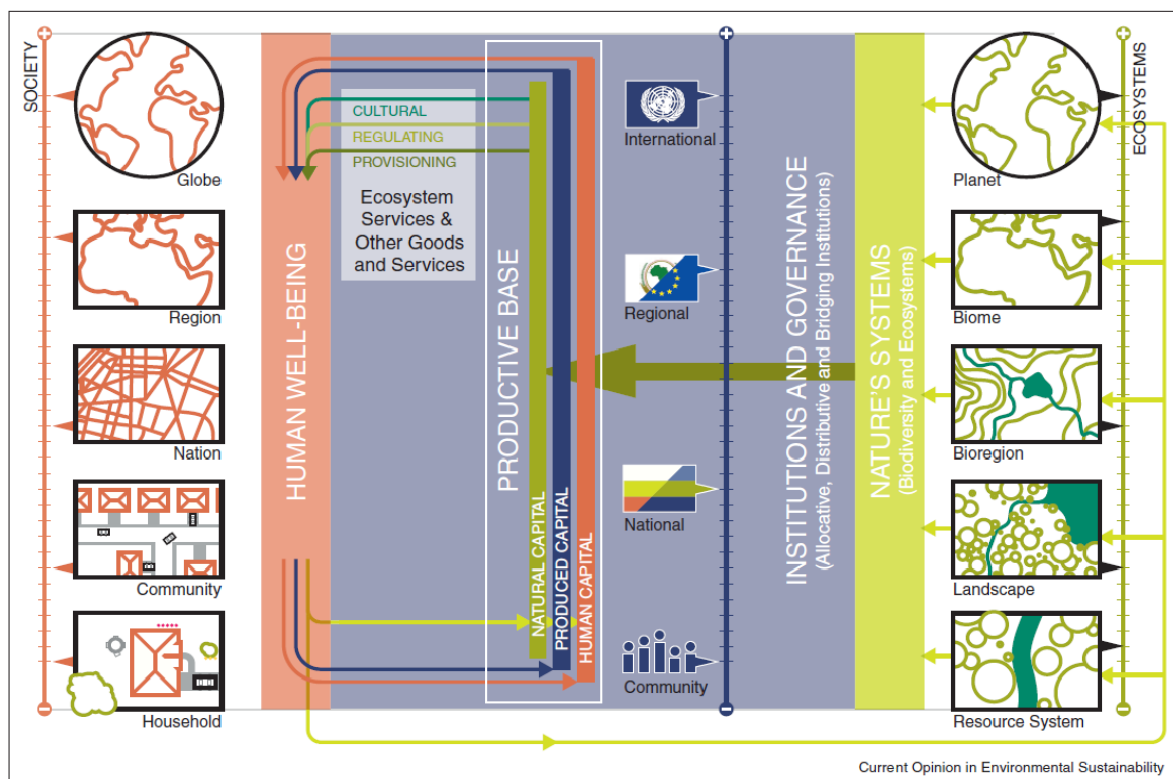 SOCIETY
Globe
Region
Nation
Community
Household
HUMAN WELL-BEING
CULTURAL
REGULATING
PROVISIONING
Ecosystem
Services &
Other Goods
and Services
PRODUCTIVE BASE
NATURAL CAPITAL
PRODUCED CAPITAL
HUMAN CAPITAL
International
Regional
National
Community
INSTITUTIONS AND GOVERNANCE
(Allocative, Distributive and Bridging Institutions)
NATURE'S SYSTEMS
(Biodiversity and Ecosystems)
Planet
Biome
Bioregion
Landscape
Resource System
ECOSYSTEMS
Current Opinion in Environmental Sustainability